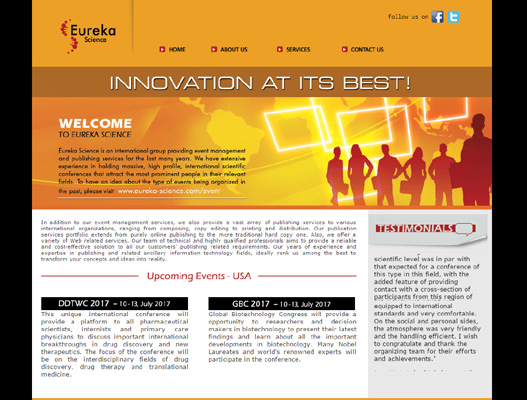 Eureka
Science
follow us on
HOME
ABOUT US
SERVICES
CONTACT US
INNOVATION AT ITS BEST!
WELCOME
TO EUREKA SCIENCE
Eureka Science is an international group providing event management
and publishing services for the last many years. We have extensive
experience in holding massive, high profile, international scientific
conferences that attract the most prominent people in their relevant
fields. To have an idea about the type of events being organized in
the past, please visit www.eureka-science.com/event
In addition to our event management services, we also provide a vast array of publishing services to various
international organizations, ranging from composing, copy editing to printing and distribution. Our publication
services portfolio extends from purely online publishing to the more traditional hard copy one. Also, we offer a
variety of Web related services. Our team of technical and highly qualified professionals aims to provide a reliable
and cost-effective solution to all our customers publishing related requirements. Our years of experience and
expertise in publishing and related ancillary information technology fields, ideally rank us among the best to
transform your concepts and ideas into reality.
Upcoming Events - USA
DDTWC 2017 - 10-13, July 2017
This unique international conference will
provide a platform to all pharmaceutical
scientists, internists and primary care
physicians to discuss important international
breakthroughs in drug discovery and new
therapeutics. The focus of the conference will
be on the interdisciplinary fields of drug
discovery, drug therapy and translational
medicine.
GBC 2017 - 10-13, July 2017
Global Biotechnology Congress will provide a
opportunity to researchers and decision
makers in biotechnology to present their latest
findings and learn about all the important
developments in biotechnology. Many Nobel
Laureates and world's renowned experts will
participate in the conference.
TESTIMONIALS
scientific level was in par with
that expected for a conference of
this type in this field, with the
added feature of providing
contact with a cross-section of
participants from this region of
equipped to international
standards and very comfortable.
On the social and personal sides,
the atmosphere was very friendly
and the handling efficient. I wish
to congratulate and thank the
organizing team for their efforts
and achievements."